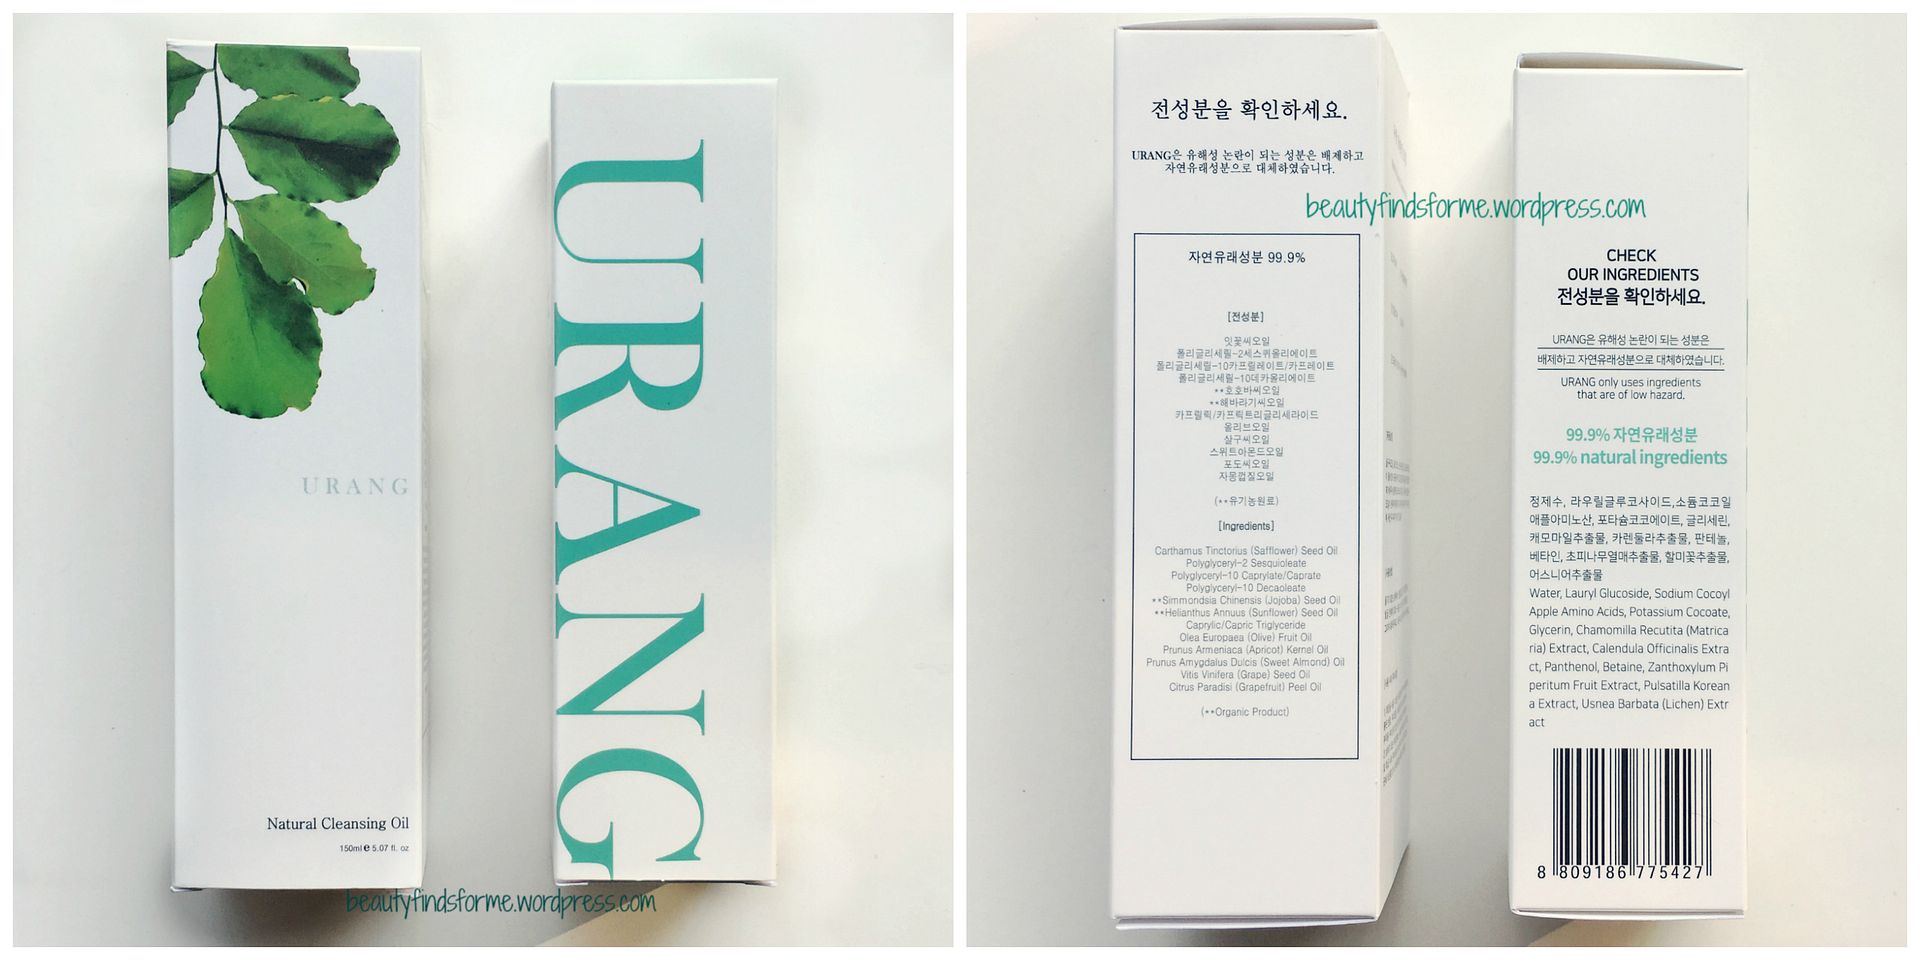 URANG
Natural Cleansing Oil
150ml e 5.07 fl. oz
URANG
beautyfindsforme.wordpress.com
전성분을 확인하세요.
URANG은 유해성 논란이 되는 성분은 배제하고
자연유래성분으로 대체하였습니다.
beautyfindsforme.wordpress.com
자연유래성분 99.9%
[전성분]
잇꽃씨오일
폴리글리세릴-2세스퀴올리에이트
폴리글리세릴-10카프릴레이트/카프레이트
폴리글리세릴-10데카올리에이트
**호호바씨오일
**해바라기씨오일
카프릴릭/카프릭트리글리세라이드
올리브오일
살구씨오일
스위트아몬드오일
포도씨오일
자몽껍질오일
(**유기농원료)
[Ingredients]
Carthamus Tinctorius (Safflower) Seed Oil
Polyglyceryl-2 Sesquioleate
Polyglyceryl-10 Caprylate/Caprate
Polyglyceryl-10 Decaoleate
**Simmondsia Chinensis (Jojoba) Seed Oil
**Helianthus Annuus (Sunflower) Seed Oil
Caprylic/Capric Triglyceride
Olea Europaea (Olive) Fruit Oil
Prunus Armeniaca (Apricot) Kernel Oil
Prunus Amygdalus Dulcis (Sweet Almond) Oil
Vitis Vinifera (Grape) Seed Oil
Citrus Paradisi (Grapefruit) Peel Oil
(**Organic Product)
CHECK
OUR INGREDIENTS
전성분을 확인하세요.
URANG은 유해성 논란이 되는 성분은
배제하고 자연유래성분으로 대체하였습니다.
URANG only uses ingredients
that are of low hazard.
99.9% 자연유래성분
99.9% natural ingredients
정제수, 라우릴글루코사이드,소듐코코일
애플아미노산, 포타슘코코에이트, 글리세린,
캐모마일추출물, 카렌둘라추출물, 판테놀,
베타인, 초피나무열매추출물, 할미꽃추출물,
어스니어추출물
Water, Lauryl Glucoside, Sodium Cocoyl
Apple Amino Acids, Potassium Cocoate,
Glycerin, Chamomilla Recutita (Matrica
ria) Extract, Calendula Officinalis Extra
ct, Panthenol, Betaine, Zanthoxylum Pi
peritum Fruit Extract, Pulsatilla Korean
a Extract, Usnea Barbata (Lichen) Extr
act
8 809186 775427